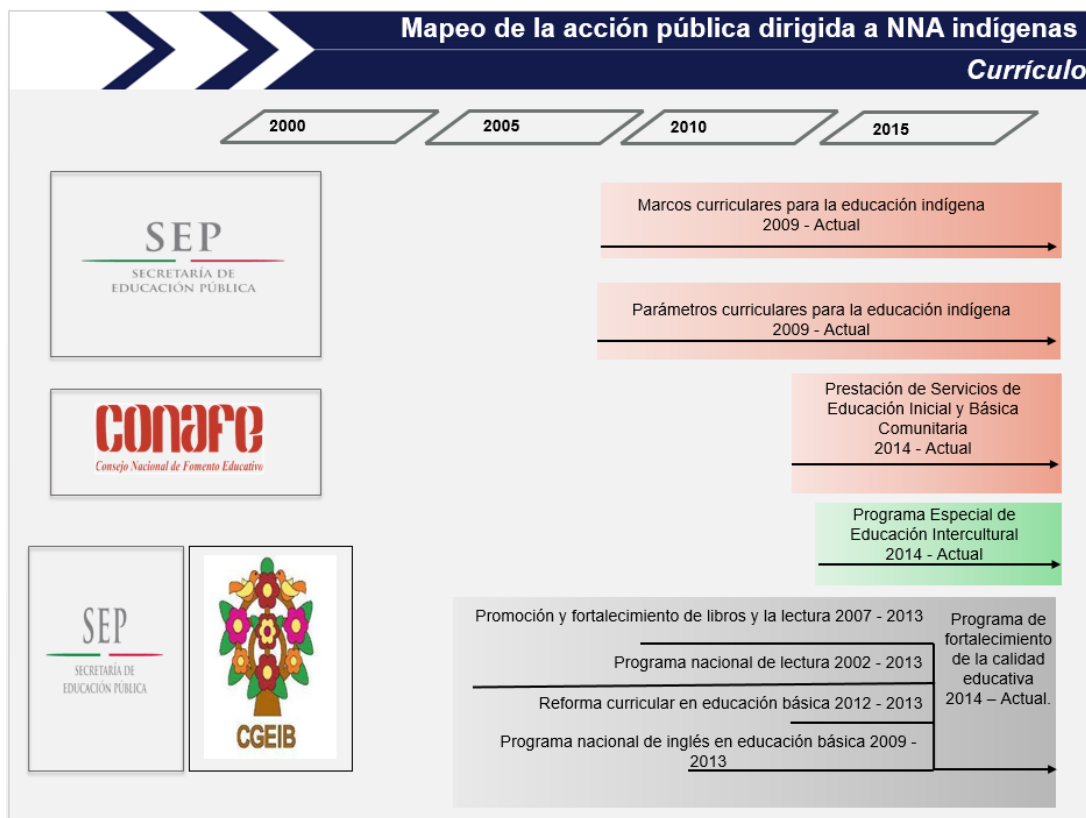 Mapeo de la acción pública dirigida a NNA indígenas
Currículo
2000
2005
2010
2015
SEP
SECRETARÍA DE
EDUCACIÓN PÚBLICA
Marcos curriculares para la educación indígena
2009 - Actual
Parámetros curriculares para la educación indígena
2009 - Actual
conafe
Consejo Nacional de Fomento Educativo
Prestación de Servicios de
Educación Inicial y Básica
Comunitaria
2014 - Actual
Programa Especial de
Educación Intercultural
2014 - Actual
SEP
SECRETARÍA DE
EDUCACIÓN PÚBLICA
CGEIB
Promoción y fortalecimiento de libros y la lectura 2007 - 2013
Programa nacional de lectura 2002 - 2013
Reforma curricular en educación básica 2012 - 2013
Programa nacional de inglés en educación básica 2009 -
2013
Programa de
fortalecimiento
de la calidad
educativa
2014 – Actual.